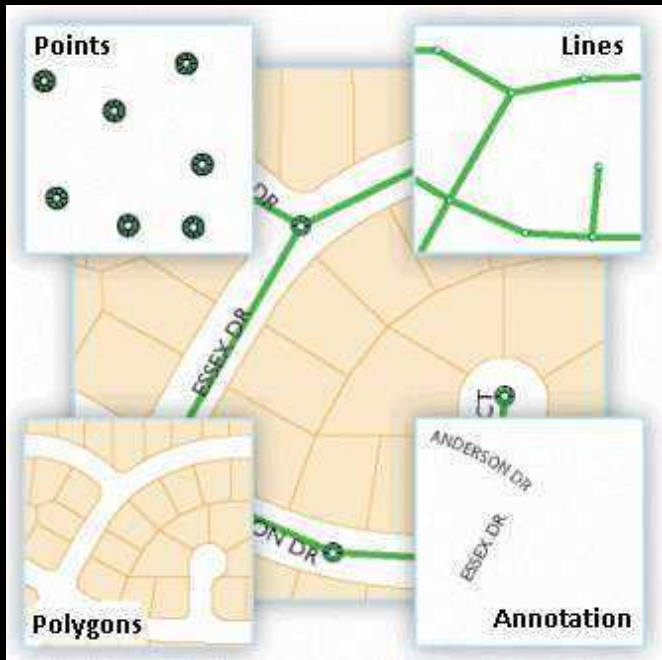 Points
Lines
DR
ESSEX DR
CT
ANDERSON DR
ESSEX DR
ON DR
Polygons
Annotation